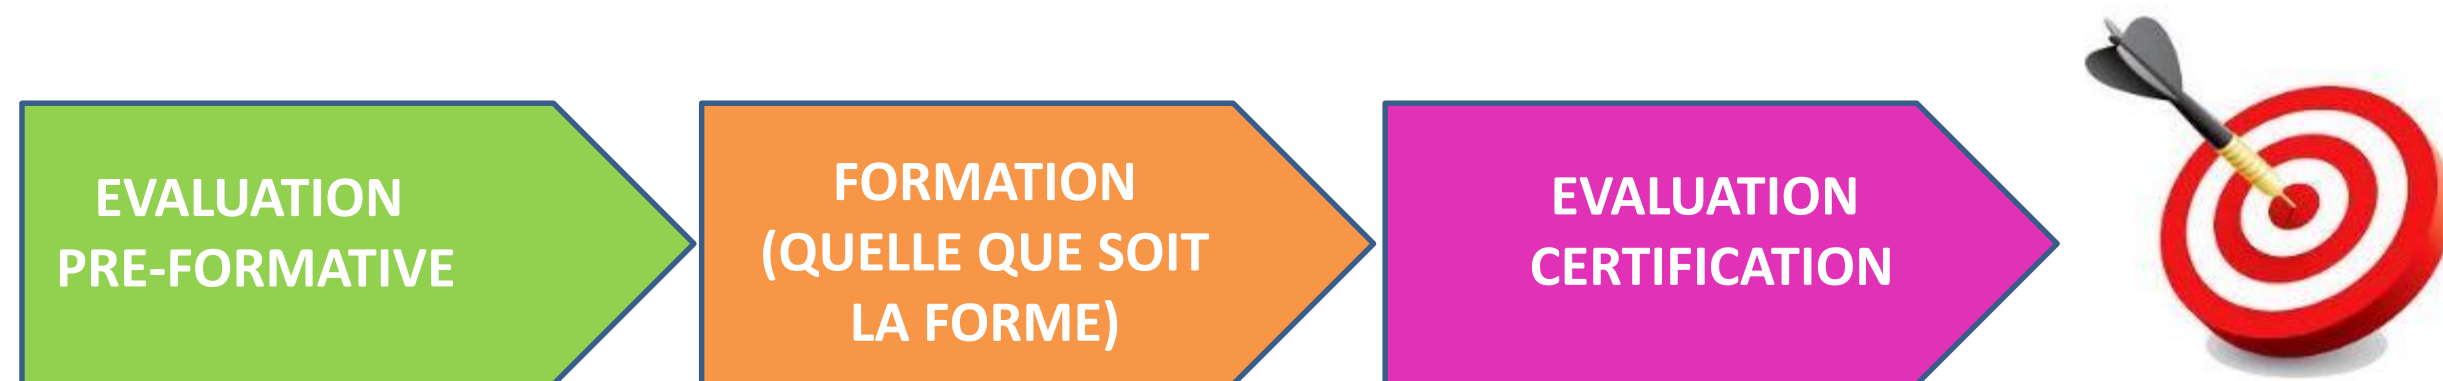 EVALUATION
PRE-FORMATIVE
FORMATION
(QUELLE QUE SOIT
LA FORME)
EVALUATION
CERTIFICATION